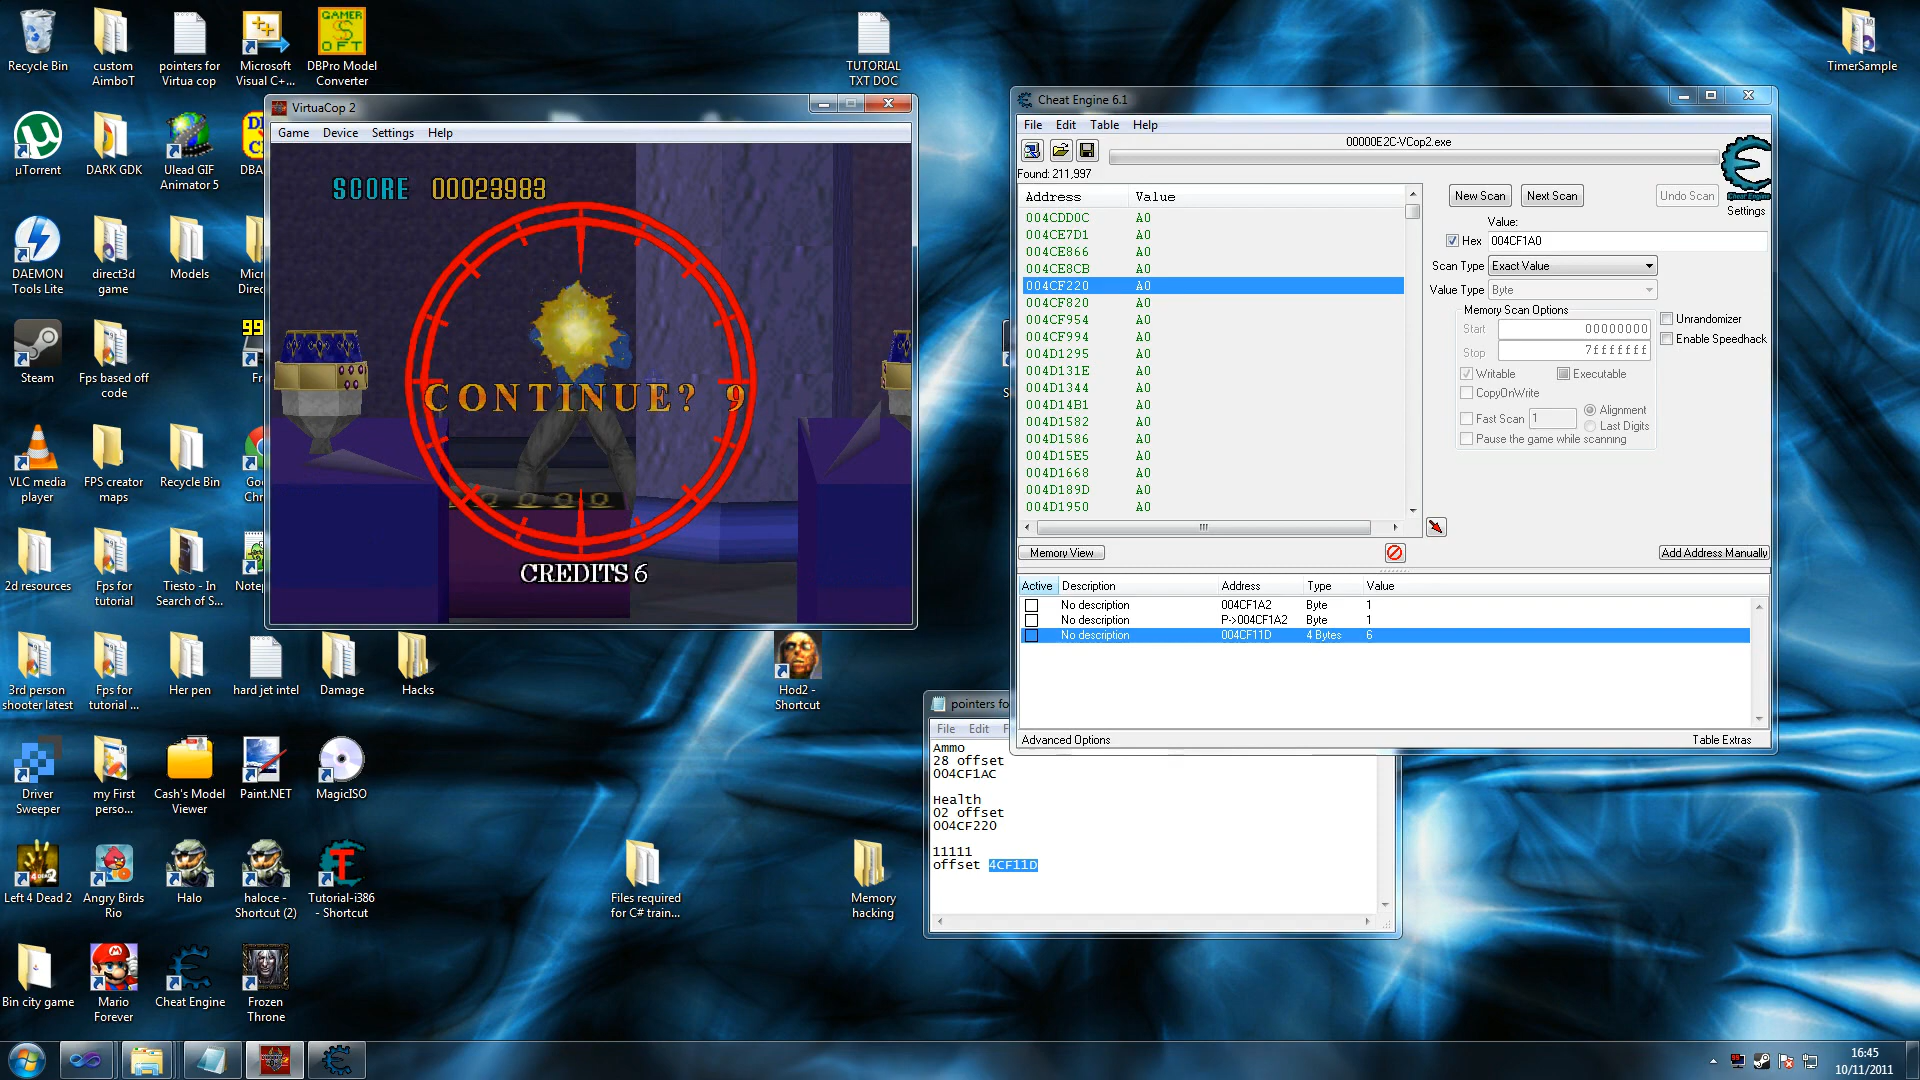 Recycle Bin
custom AimboT
pointers for Virtua cop
Microsoft Visual C+...
GAMER $ OFT
DBPro Model Converter
TUTORIAL TXT DOC
TimerSample
µTorrent
DARK GDK
Ulead GIF Animator 5
DAEMON Tools Lite
direct3d game
Models
Steam
Fps based off code
VLC media player
FPS creator maps
Recycle Bin
2d resources
Fps for tutorial
Tiesto - In Search of S...
3rd person shooter latest
Fps for tutorial ...
Her pen
hard jet intel
Damage
Hacks
Hod2 - Shortcut
Driver Sweeper
my First perso...
Cash's Model Viewer
Paint.NET
MagicISO
Left 4 Dead 2
Angry Birds Rio
Halo
haloce - Shortcut (2)
Tutorial-i386 - Shortcut
Files required for C# train...
Memory hacking
Bin city game
Mario Forever
Cheat Engine
Frozen Throne
VirtuaCop 2
Game Device Settings Help
SCORE 00023983
CONTINUE? 9
CREDITS 6
Cheat Engine 6.1
File Edit Table Help
00000E2C-VCop2.exe
Found: 211,997
Address Value
004CDD0C A0
004CE7D1 A0
004CE866 A0
004CE8CB A0
004CF220 A0
004CF820 A0
004CF954 A0
004CF994 A0
004D1295 A0
004D131E A0
004D1344 A0
004D14B1 A0
004D1582 A0
004D1586 A0
004D15E5 A0
004D1668 A0
004D189D A0
004D1950 A0
New Scan Next Scan Undo Scan
Settings
Value:
Hex 004CF1A0
Scan Type Exact Value
Value Type Byte
Memory Scan Options
Start 00000000
Stop 7fffffff
Writable Executable
CopyOnWrite
Fast Scan 1 Alignment
Last Digits
Pause the game while scanning
Unrandomizer
Enable Speedhack
Memory View
Add Address Manually
Active Description Address Type Value
No description 004CF1A2 Byte 1
No description P->004CF1A2 Byte 1
No description 004CF11D 4 Bytes 6
Advanced Options
Table Extras
pointers fo
File Edit F
Ammo
28 offset
004CF1AC
Health
02 offset
004CF220
11111
offset 4CF11D
16:45
10/11/2011